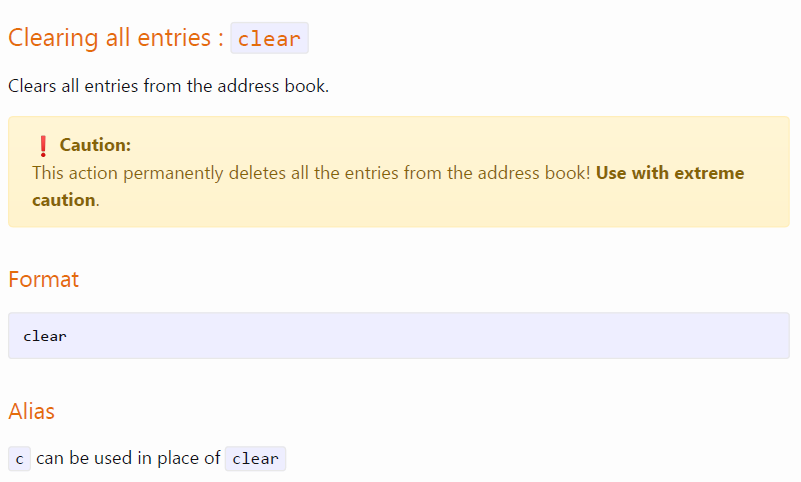 Clearing all entries : clear
Clears all entries from the address book.
❗ Caution:
This action permanently deletes all the entries from the address book! Use with extreme
caution.
Format
clear
Alias
c can be used in place of clear